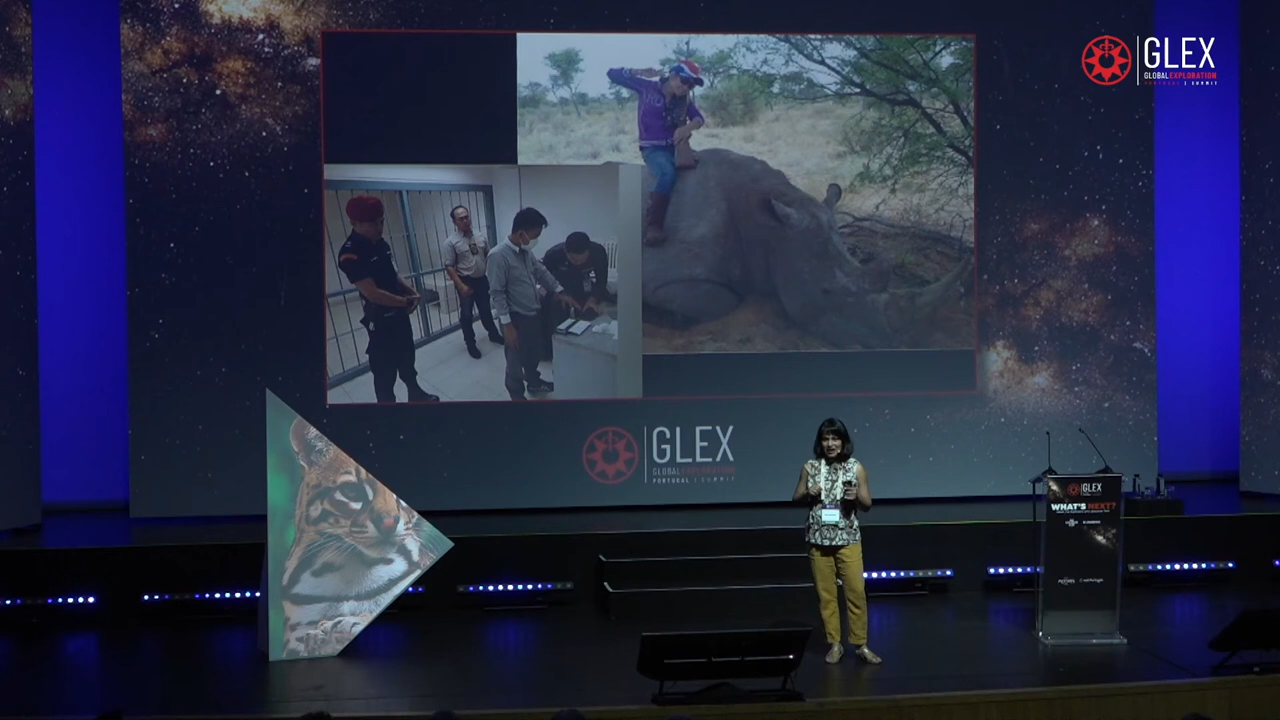 GLEX
GLOBAL EXPLORATION
PORTUGAL | SUMMIT
GLEX
GLOBAL EXPLORATION
PORTUGAL | SUMMIT
GLEX
WHAT'S NEXT?